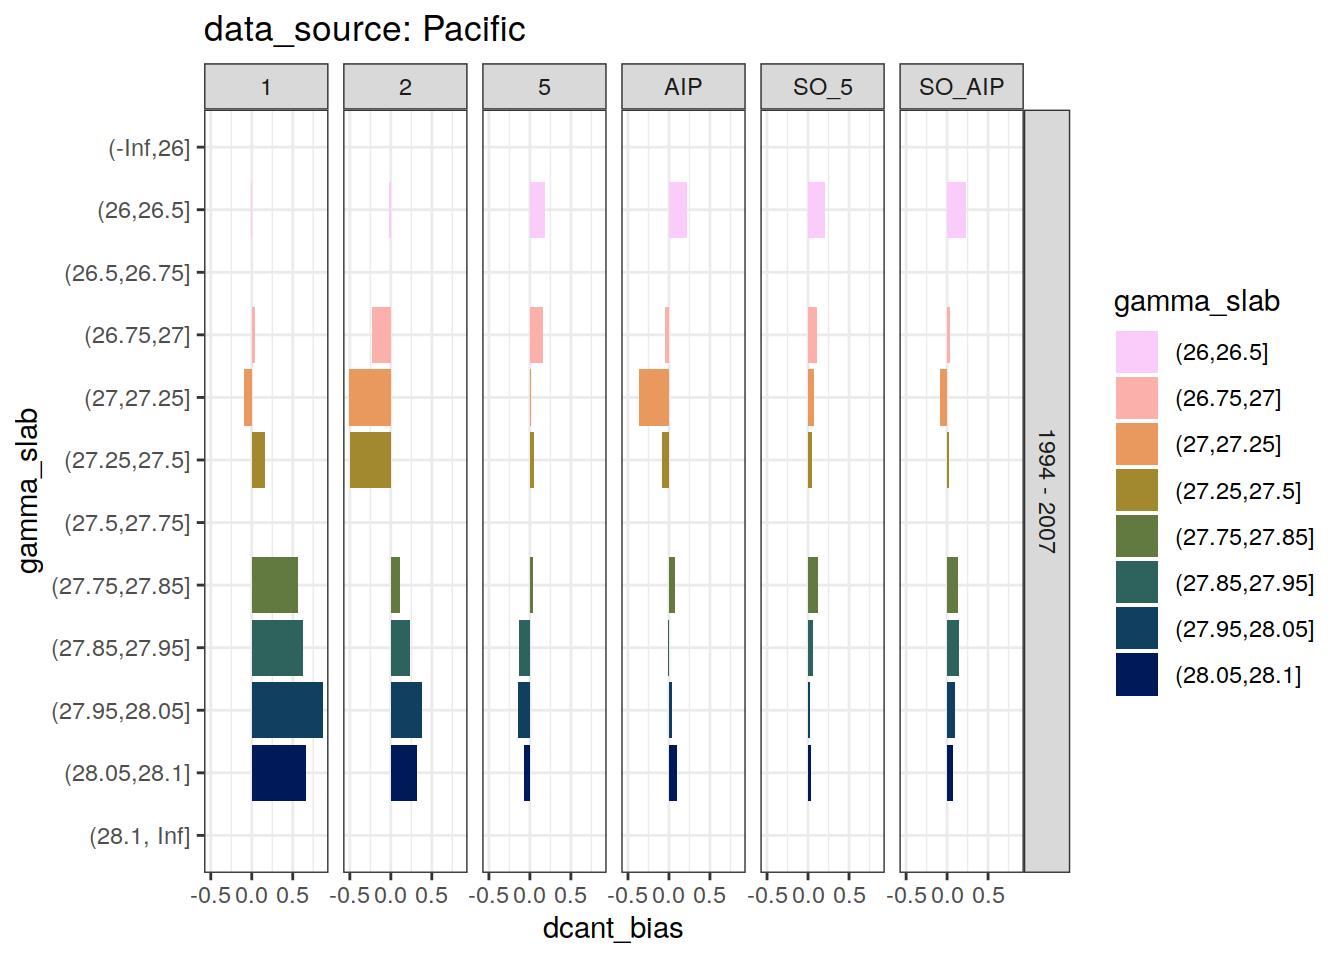 data_source: Pacific
1 2 5 AIP SO_5 SO_AIP
(-Inf,26]
(26,26.5]
(26.5,26.75]
(26.75,27]
(27,27.25]
(27.25,27.5]
(27.5,27.75]
(27.75,27.85]
(27.85,27.95]
(27.95,28.05]
(28.05,28.1]
(28.1, Inf]
gamma_slab
1994 - 2007
-0.5 0.0 0.5 -0.5 0.0 0.5 -0.5 0.0 0.5 -0.5 0.0 0.5 -0.5 0.0 0.5 -0.5 0.0 0.5
dcant_bias
gamma_slab
(26,26.5]
(26.75,27]
(27,27.25]
(27.25,27.5]
(27.75,27.85]
(27.85,27.95]
(27.95,28.05]
(28.05,28.1]